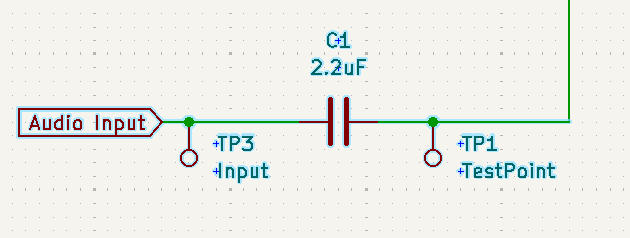 C1
2.2uF
Audio Input
TP3
Input
TP1
TestPoint